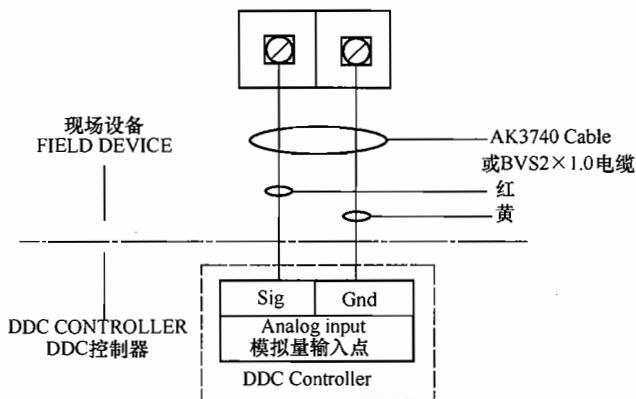 现场设备
FIELD DEVICE
AK3740 Cable
或BVS2×1.0电缆
红
黄
DDC CONTROLLER
DDC控制器
Sig
Gnd
Analog input
模拟量输入点
DDC Controller